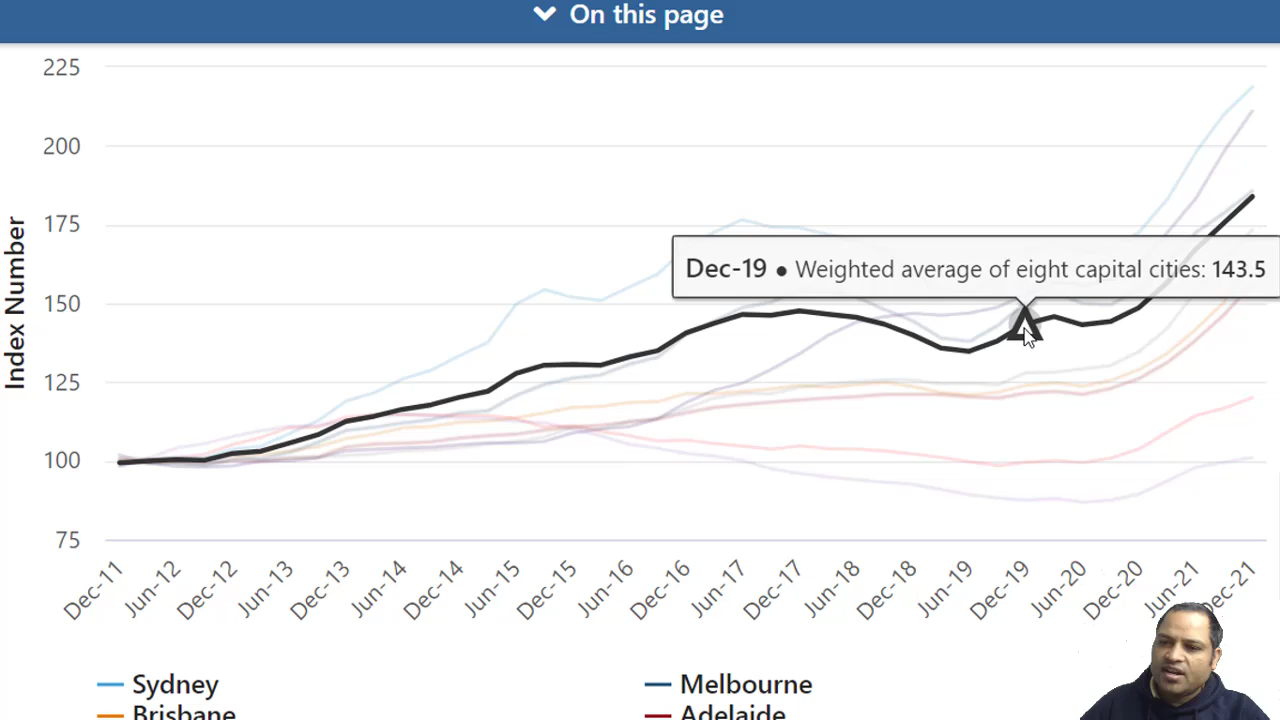 On this page
225
200
175
150
125
100
75
Index Number
Dec-19 ● Weighted average of eight capital cities: 143.5
Dec-11 Jun-12 Dec-12 Jun-13 Dec-13 Jun-14 Dec-14 Jun-15 Dec-15 Jun-16 Dec-16 Jun-17 Dec-17 Jun-18 Dec-18 Jun-19 Dec-19 Jun-20 Dec-20 Jun-21 Dec-21
Sydney Melbourne
Brisbane Adelaide